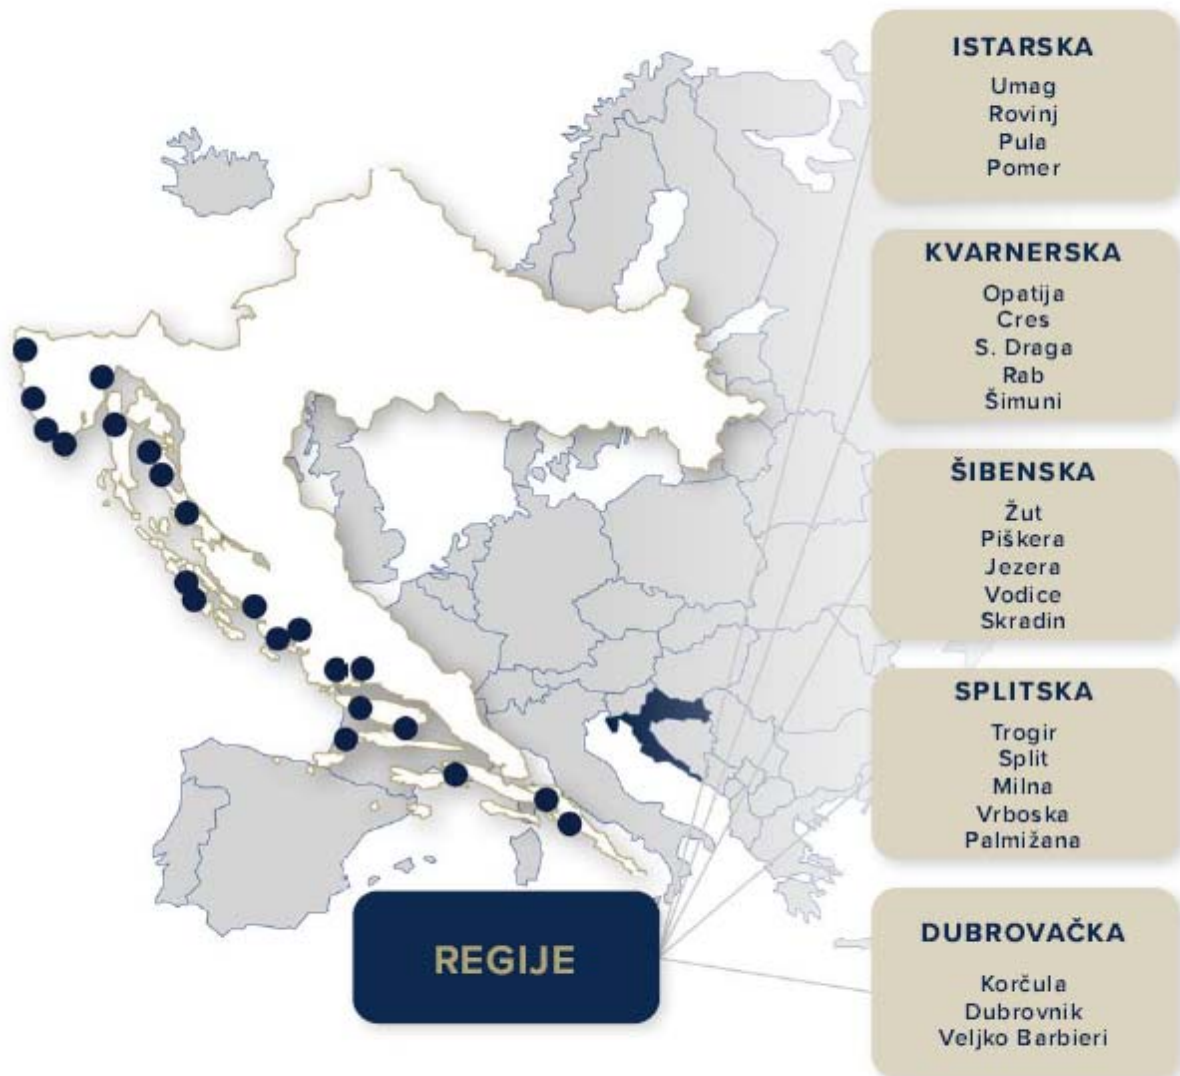 ISTARSKA
Umag
Rovinj
Pula
Pomer
KVARNERSKA
Opatija
Cres
S. Draga
Rab
Šimuni
ŠIBENSKA
Žut
Piškera
Jezera
Vodice
Skradin
SPLITSKA
Trogir
Split
Milna
Vrboska
Palmižana
DUBROVAČKA
Korčula
Dubrovnik
Veljko Barbieri
REGIJE